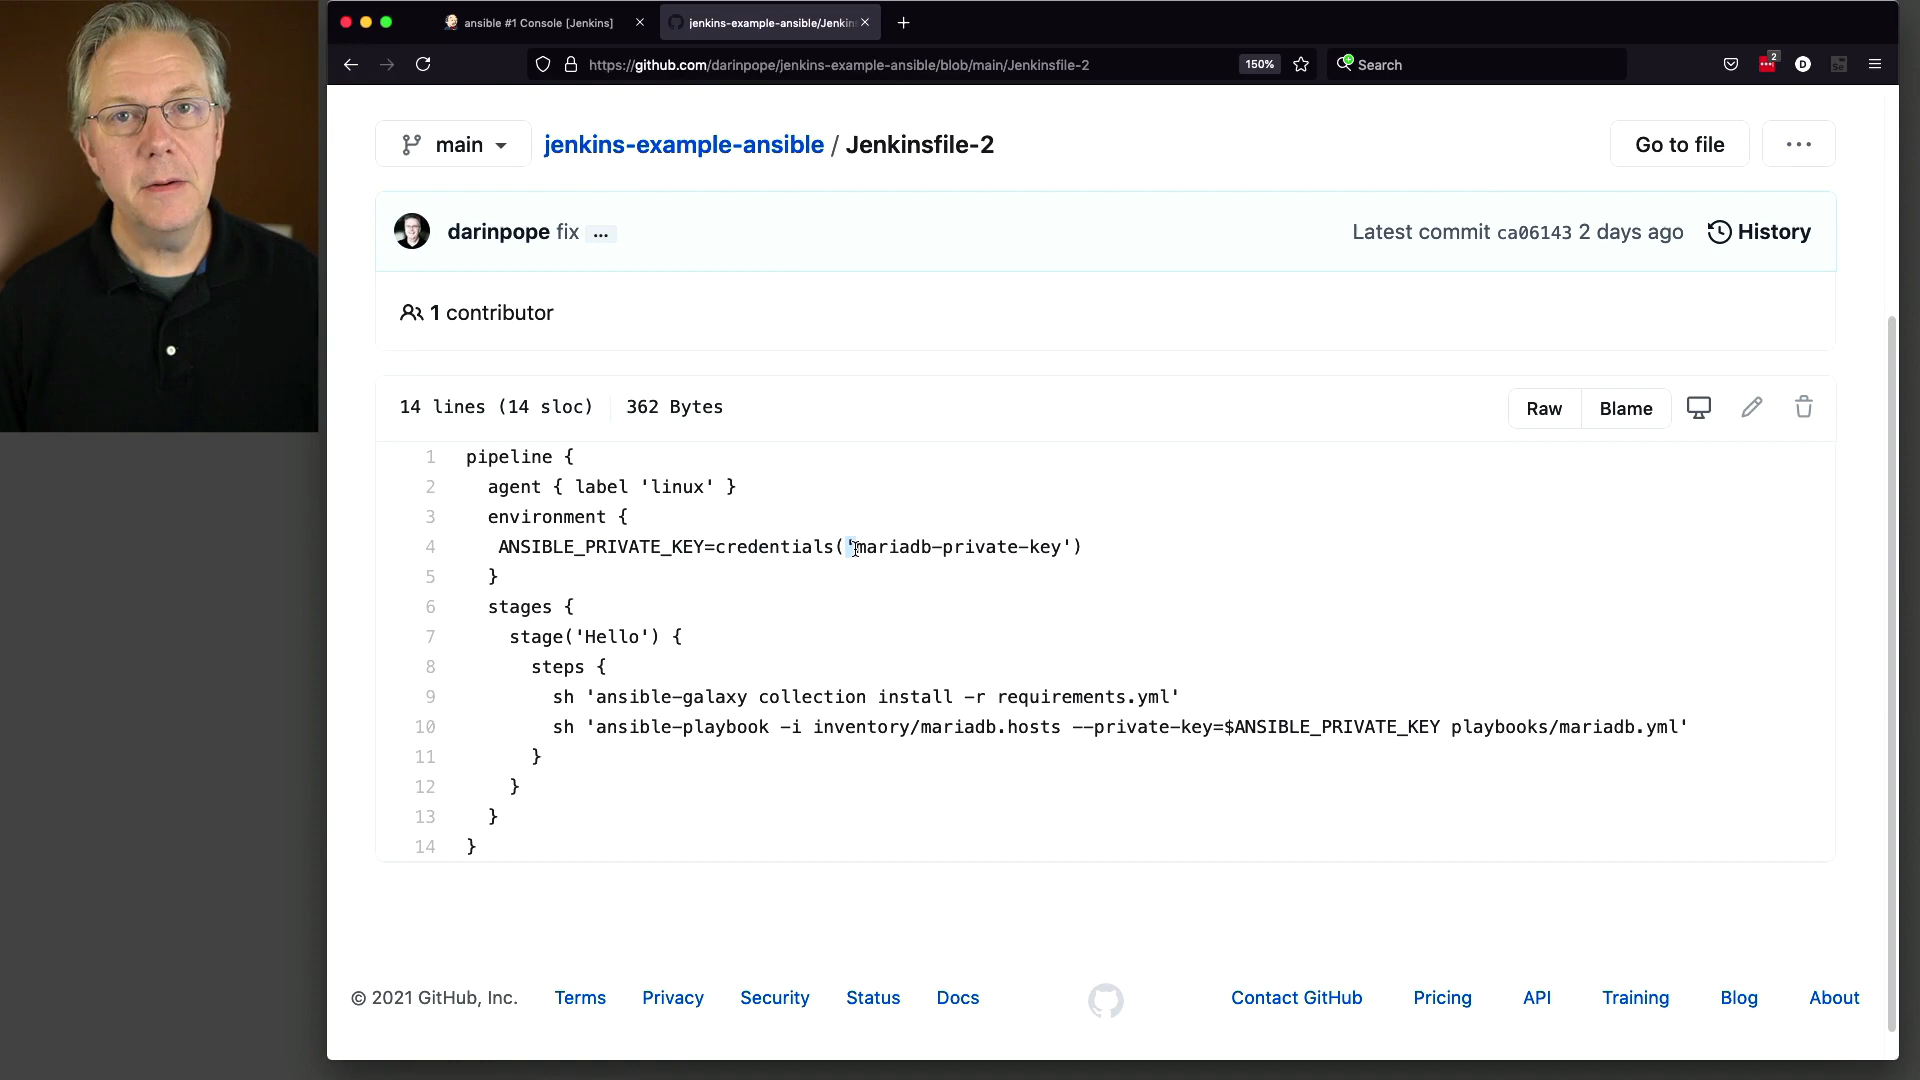 ansible #1 Console [Jenkins]
jenkins-example-ansible/Jenkins
https://github.com/darinpope/jenkins-example-ansible/blob/main/Jenkinsfile-2
150%
Search
2
D
Se
main
jenkins-example-ansible / Jenkinsfile-2
Go to file
darinpope fix ...
Latest commit ca06143 2 days ago
History
1 contributor
14 lines (14 sloc)
362 Bytes
Raw
Blame
1 pipeline {
2 agent { label 'linux' }
3 environment {
4 ANSIBLE_PRIVATE_KEY=credentials('mariadb-private-key')
5 }
6 stages {
7 stage('Hello') {
8 steps {
9 sh 'ansible-galaxy collection install -r requirements.yml'
10 sh 'ansible-playbook -i inventory/mariadb.hosts --private-key=$ANSIBLE_PRIVATE_KEY playbooks/mariadb.yml'
11 }
12 }
13 }
14 }
© 2021 GitHub, Inc. Terms Privacy Security Status Docs Contact GitHub Pricing API Training Blog About